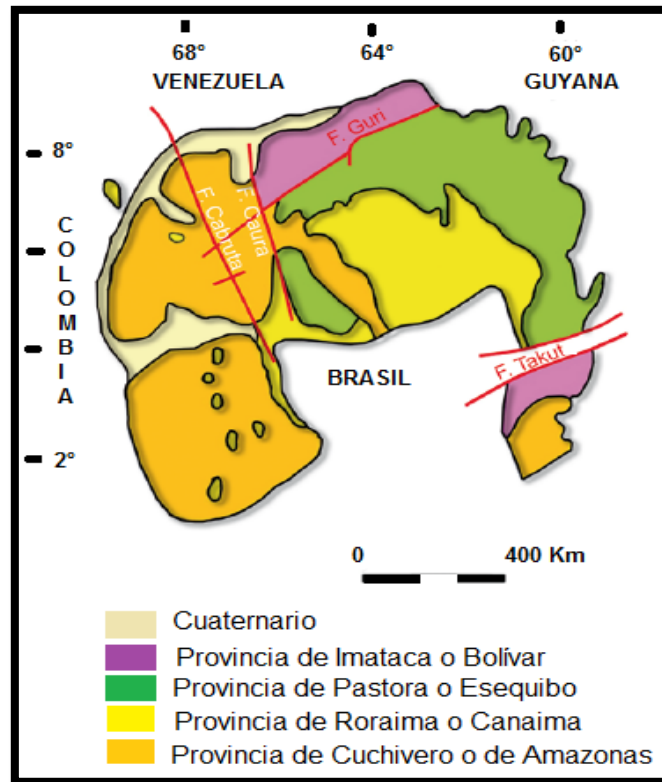 68° 64° 60°
VENEZUELA GUYANA
8°
F. Guri
F. Caura
F. Cabruta
COLOMBIA
F. Takut
BRASIL
2°
0 400 Km
Cuaternario
Provincia de Imataca o Bolívar
Provincia de Pastora o Esequibo
Provincia de Roraima o Canaima
Provincia de Cuchivero o de Amazonas